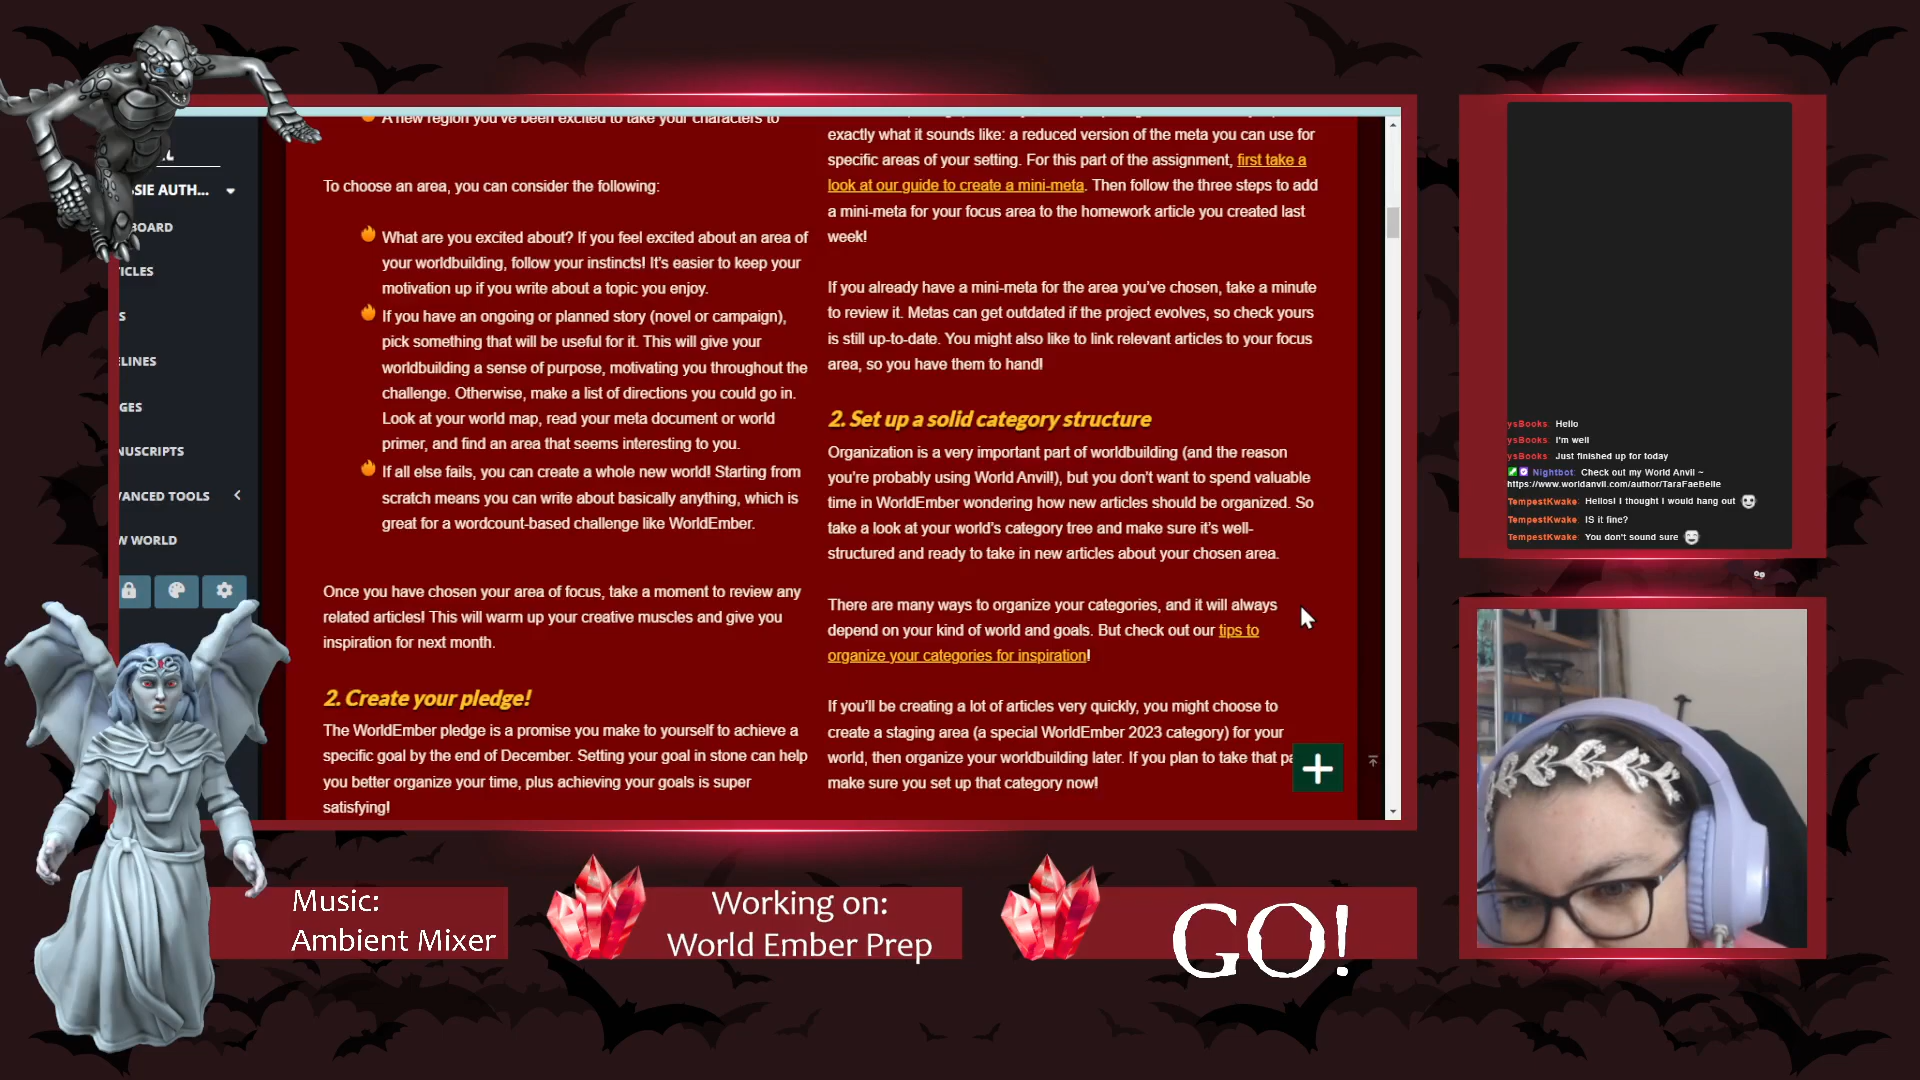 SIE AUTH...
BOARD
ICLES
S
ELINES
GES
NUSCRIPTS
VANCED TOOLS
W WORLD
A new region you've been excited to take your characters to
To choose an area, you can consider the following:
What are you excited about? If you feel excited about an area of
your worldbuilding, follow your instincts! It's easier to keep your
motivation up if you write about a topic you enjoy.
If you have an ongoing or planned story (novel or campaign),
pick something that will be useful for it. This will give your
worldbuilding a sense of purpose, motivating you throughout the
challenge. Otherwise, make a list of directions you could go in.
Look at your world map, read your meta document or world
primer, and find an area that seems interesting to you.
If all else fails, you can create a whole new world! Starting from
scratch means you can write about basically anything, which is
great for a wordcount-based challenge like WorldEmber.
Once you have chosen your area of focus, take a moment to review any
related articles! This will warm up your creative muscles and give you
inspiration for next month.
2. Create your pledge!
The WorldEmber pledge is a promise you make to yourself to achieve a
specific goal by the end of December. Setting your goal in stone can help
you better organize your time, plus achieving your goals is super
satisfying!
exactly what it sounds like: a reduced version of the meta you can use for
specific areas of your setting. For this part of the assignment, first take a
look at our guide to create a mini-meta. Then follow the three steps to add
a mini-meta for your focus area to the homework article you created last
week!
If you already have a mini-meta for the area you've chosen, take a minute
to review it. Metas can get outdated if the project evolves, so check yours
is still up-to-date. You might also like to link relevant articles to your focus
area, so you have them to hand!
2. Set up a solid category structure
Organization is a very important part of worldbuilding (and the reason
you're probably using World Anvil!), but you don't want to spend valuable
time in WorldEmber wondering how new articles should be organized. So
take a look at your world's category tree and make sure it's well-
structured and ready to take in new articles about your chosen area.
There are many ways to organize your categories, and it will always
depend on your kind of world and goals. But check out our tips to
organize your categories for inspiration!
If you'll be creating a lot of articles very quickly, you might choose to
create a staging area (a special WorldEmber 2023 category) for your
world, then organize your worldbuilding later. If you plan to take that pa
make sure you set up that category now!
ysBooks: Hello
ysBooks: I'm well
ysBooks: Just finished up for today
Nightbot: Check out my World Anvil ~
https://www.worldanvil.com/author/TaraFaeBelle
TempestKwake: Hellos! I thought I would hang out
TempestKwake: IS it fine?
TempestKwake: You don't sound sure
Music:
Ambient Mixer
Working on:
World Ember Prep
GO!